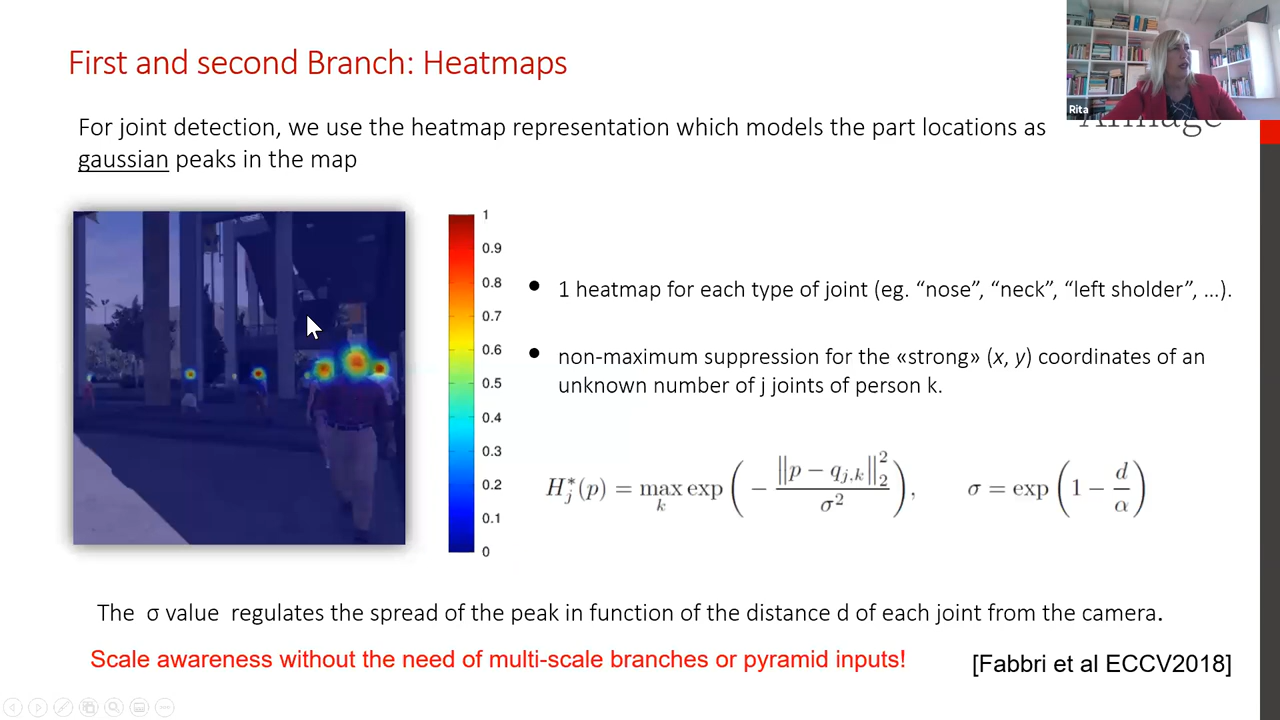 First and second Branch: Heatmaps
Rita
For joint detection, we use the heatmap representation which models the part locations as
gaussian peaks in the map
1
0.9
0.8
0.7
0.6
0.5
0.4
0.3
0.2
0.1
0
• 1 heatmap for each type of joint (eg. “nose”, “neck”, “left sholder”, ...).
• non-maximum suppression for the «strong» (x, y) coordinates of an
unknown number of j joints of person k.
H*_j(p) = max_k exp ( − ||p − q_{j,k}||²₂ / σ² ),    σ = exp ( 1 − d/α )
The σ value regulates the spread of the peak in function of the distance d of each joint from the camera.
Scale awareness without the need of multi-scale branches or pyramid inputs!
[Fabbri et al ECCV2018]